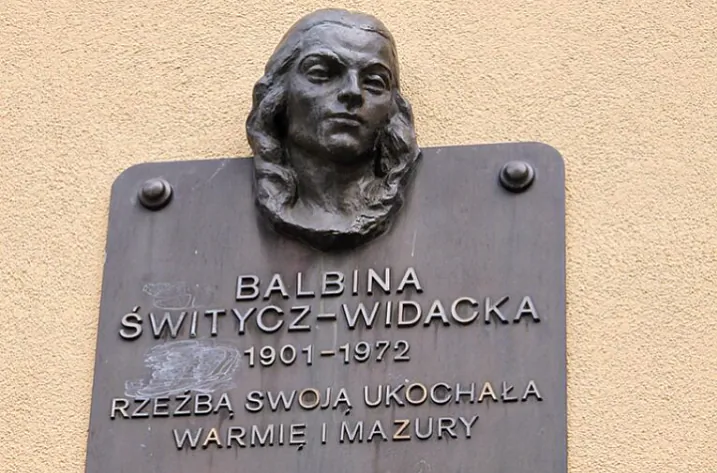 BALBINA
ŚWITYCZ-WIDACKA
1901-1972
RZEŹBĄ SWOJĄ UKOCHAŁA
WARMIĘ I MAZURY